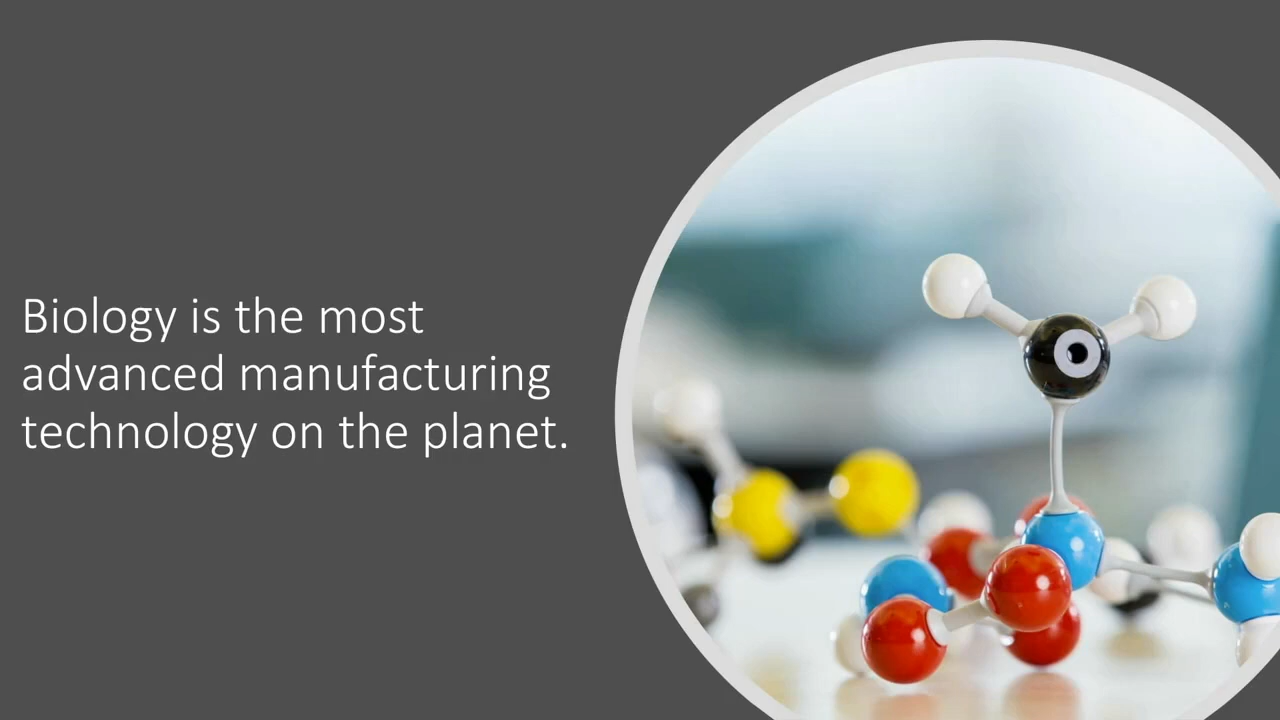 Biology is the most
advanced manufacturing
technology on the planet.